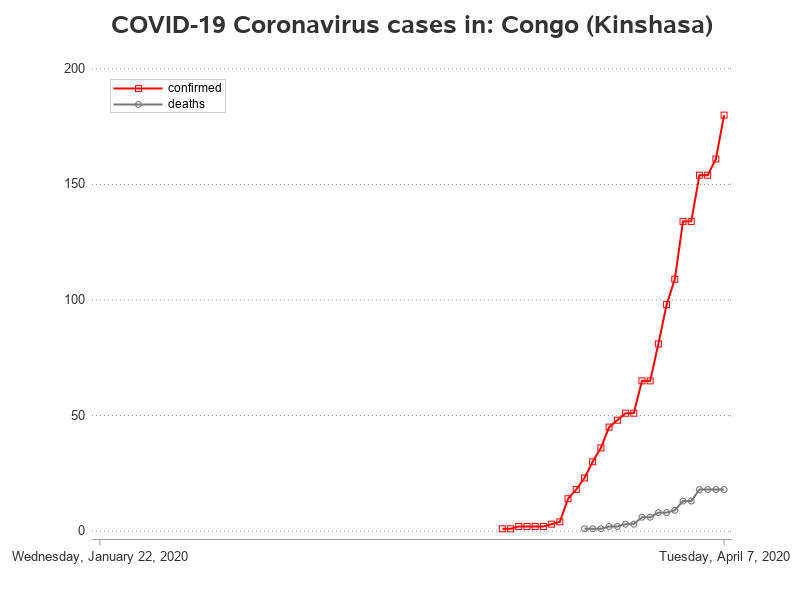 COVID-19 Coronavirus cases in: Congo (Kinshasa)
200
confirmed
deaths
150
100
50
0
Wednesday, January 22, 2020 Tuesday, April 7, 2020